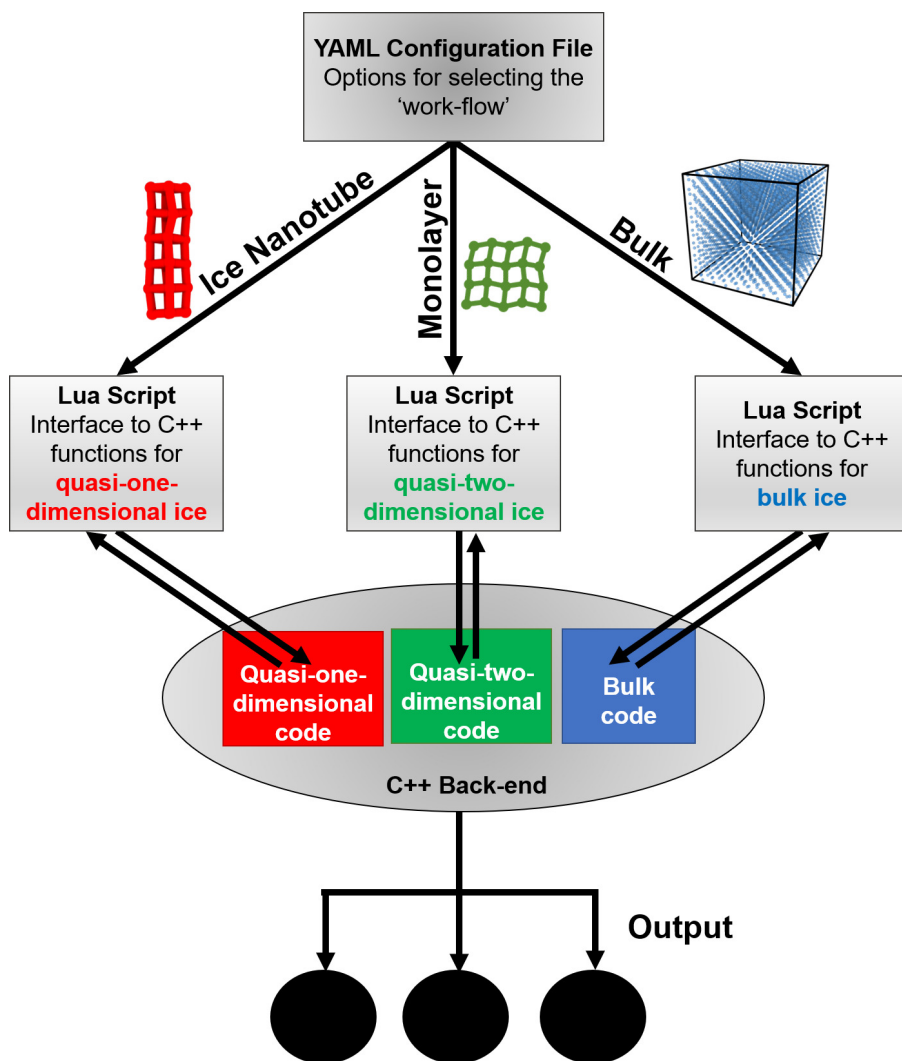 YAML Configuration File
Options for selecting the
‘work-flow’
Ice Nanotube
Monolayer
Bulk
Lua Script
Interface to C++
functions for
quasi-one-
dimensional ice
Lua Script
Interface to C++
functions for
quasi-two-
dimensional ice
Lua Script
Interface to C++
functions for
bulk ice
Quasi-one-
dimensional
code
Quasi-two-
dimensional
code
Bulk
code
C++ Back-end
Output